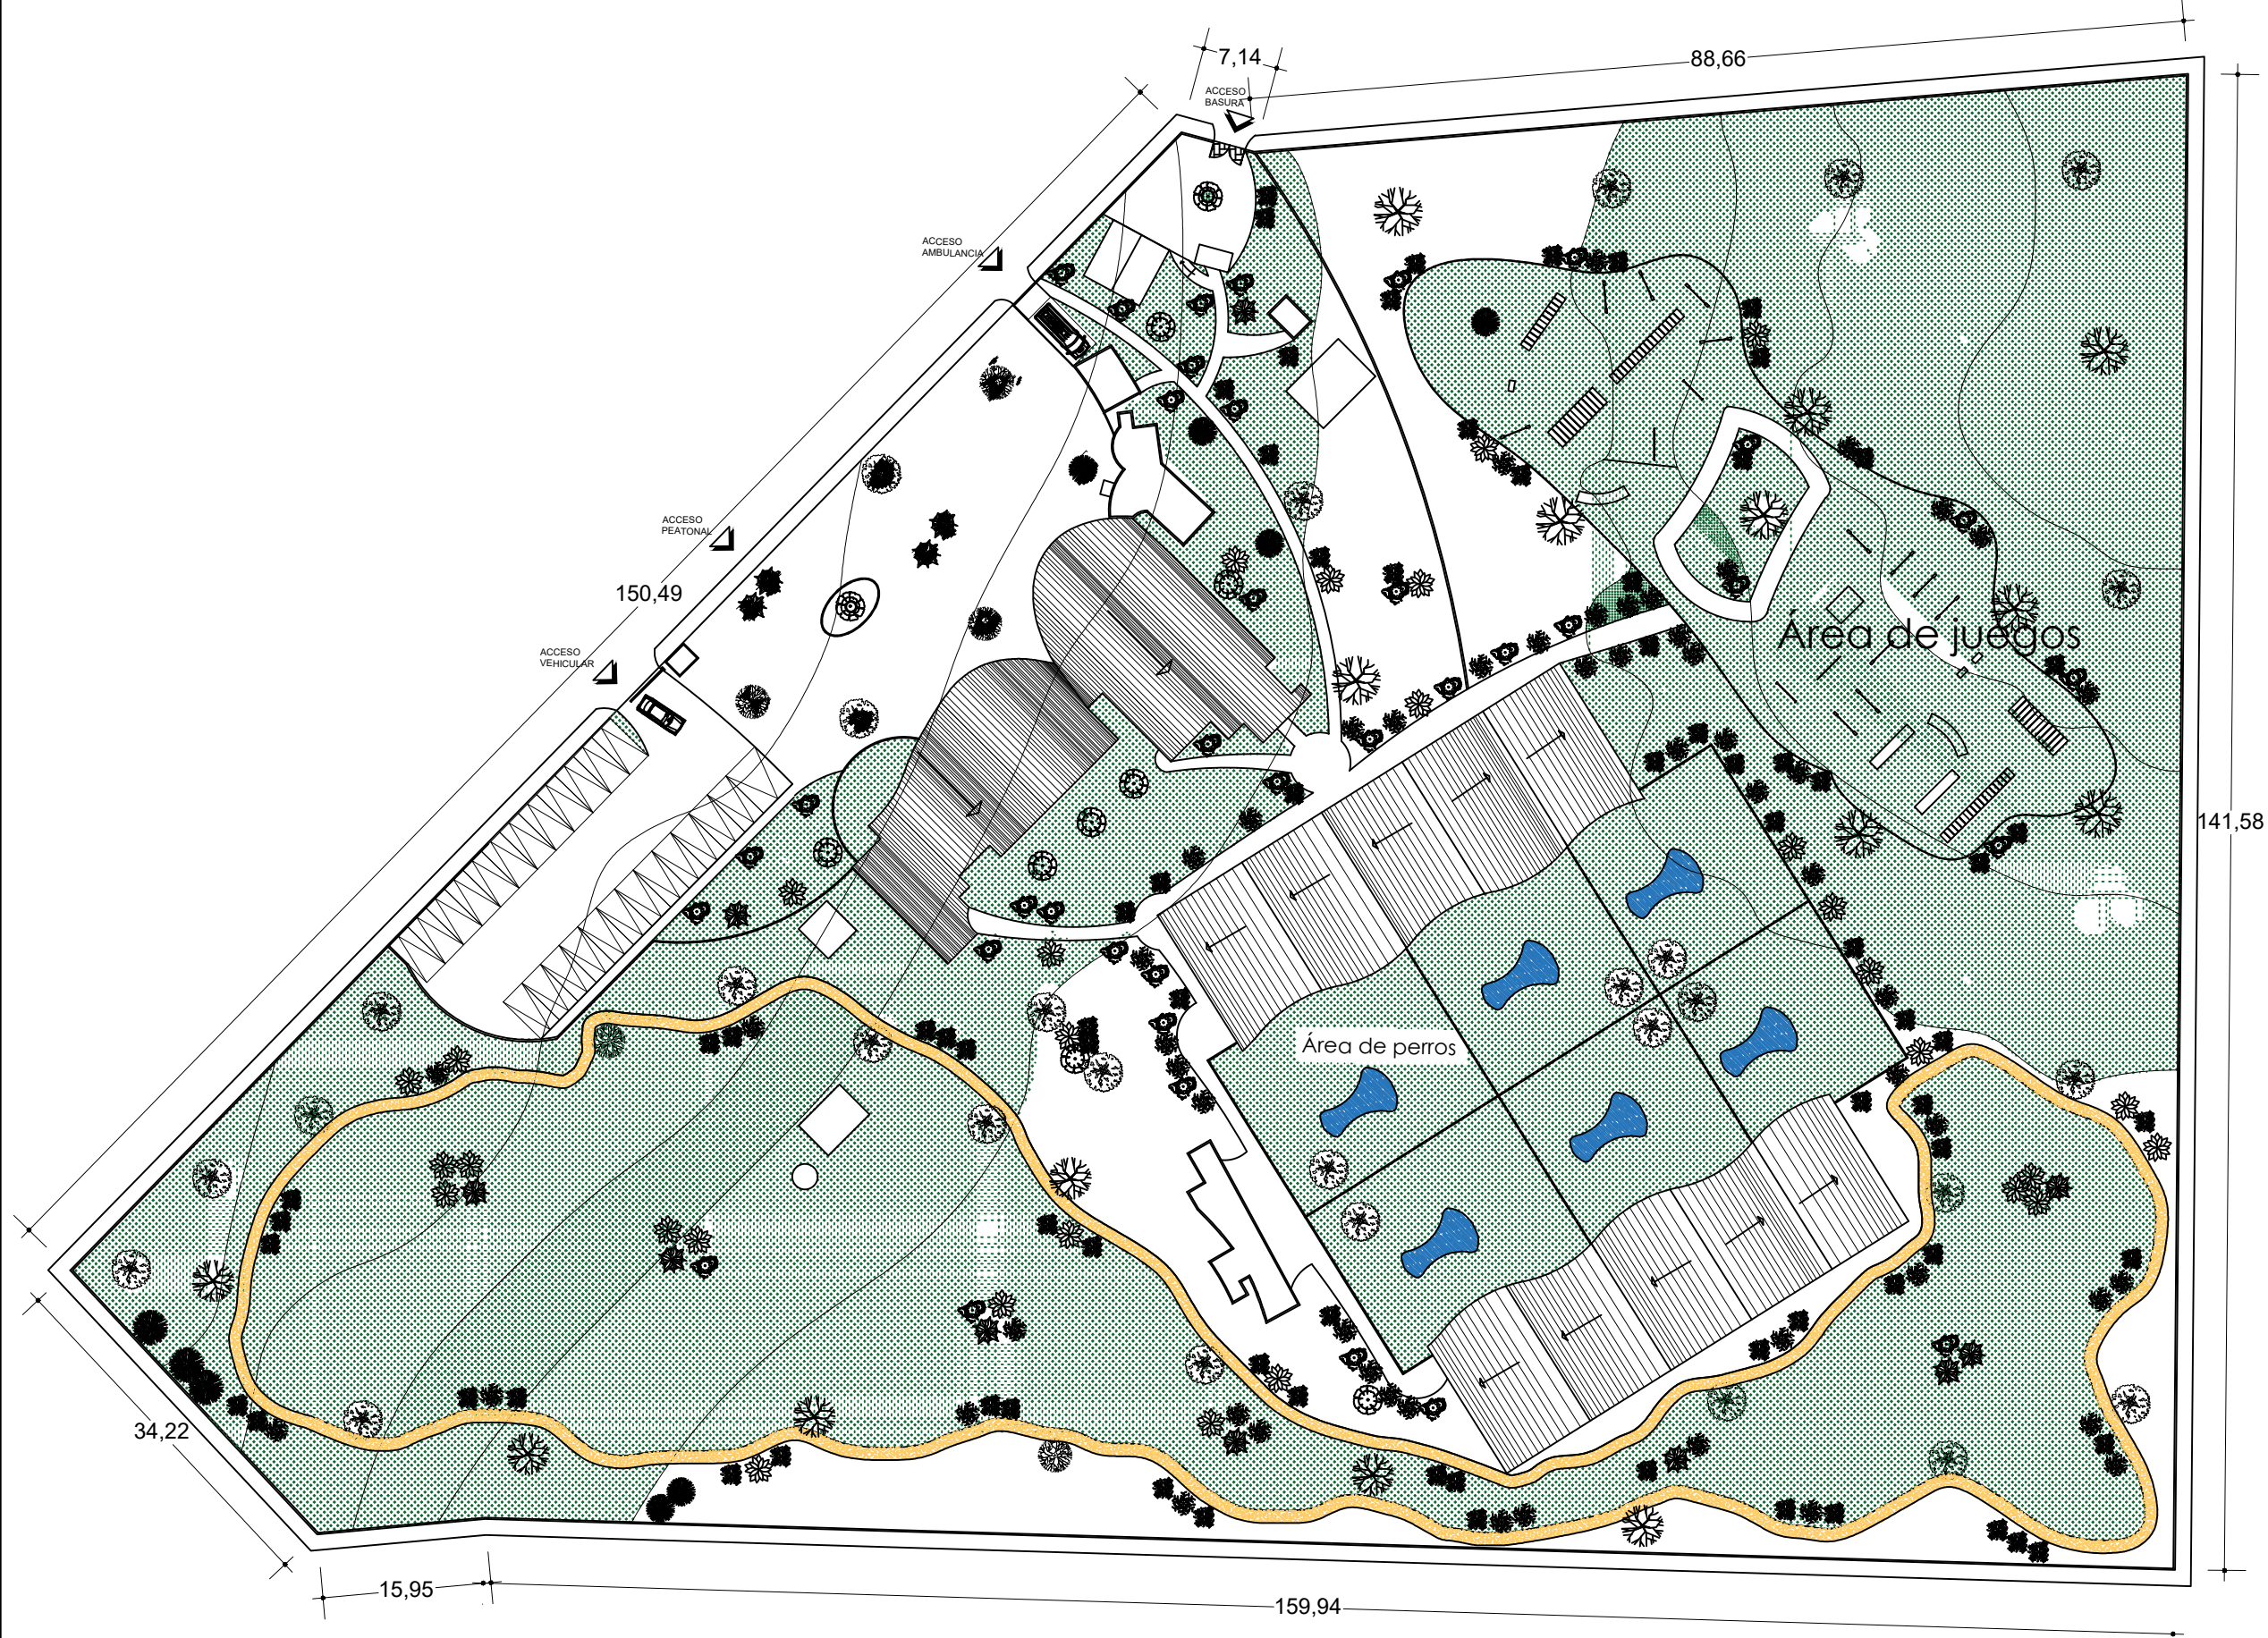 7,14
88,66
ACCESO
BASURA
ACCESO
AMBULANCIA
ACCESO
PEATONAL
150,49
ACCESO
VEHICULAR
Área de juegos
141,58
Área de perros
34,22
15,95
159,94